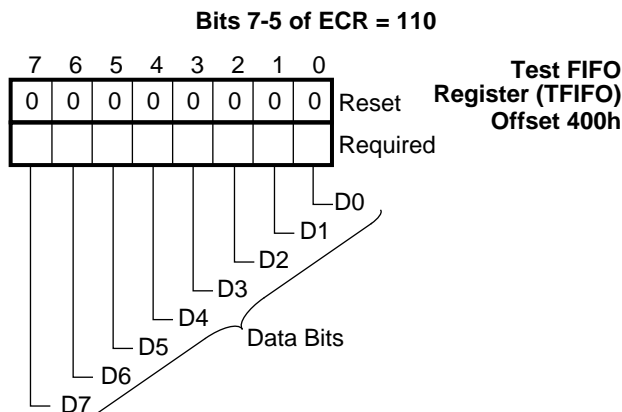 Bits 7-5 of ECR = 110
7 6 5 4 3 2 1 0
Test FIFO
Register (TFIFO)
Offset 400h
0 0 0 0 0 0 0 0 Reset
Required
D0
D1
D2
D3
D4
D5
D6
D7
Data Bits